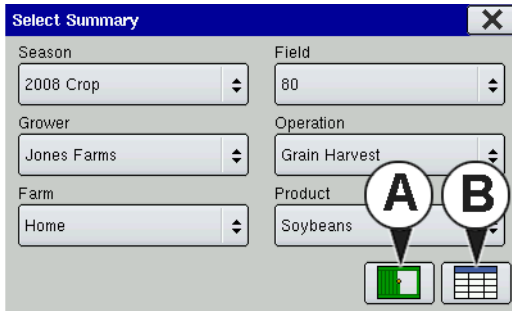 Select Summary
Season
Field
2008 Crop
80
Grower
Operation
Jones Farms
Grain Harvest
Farm
Product
Home
Soybeans
A
B